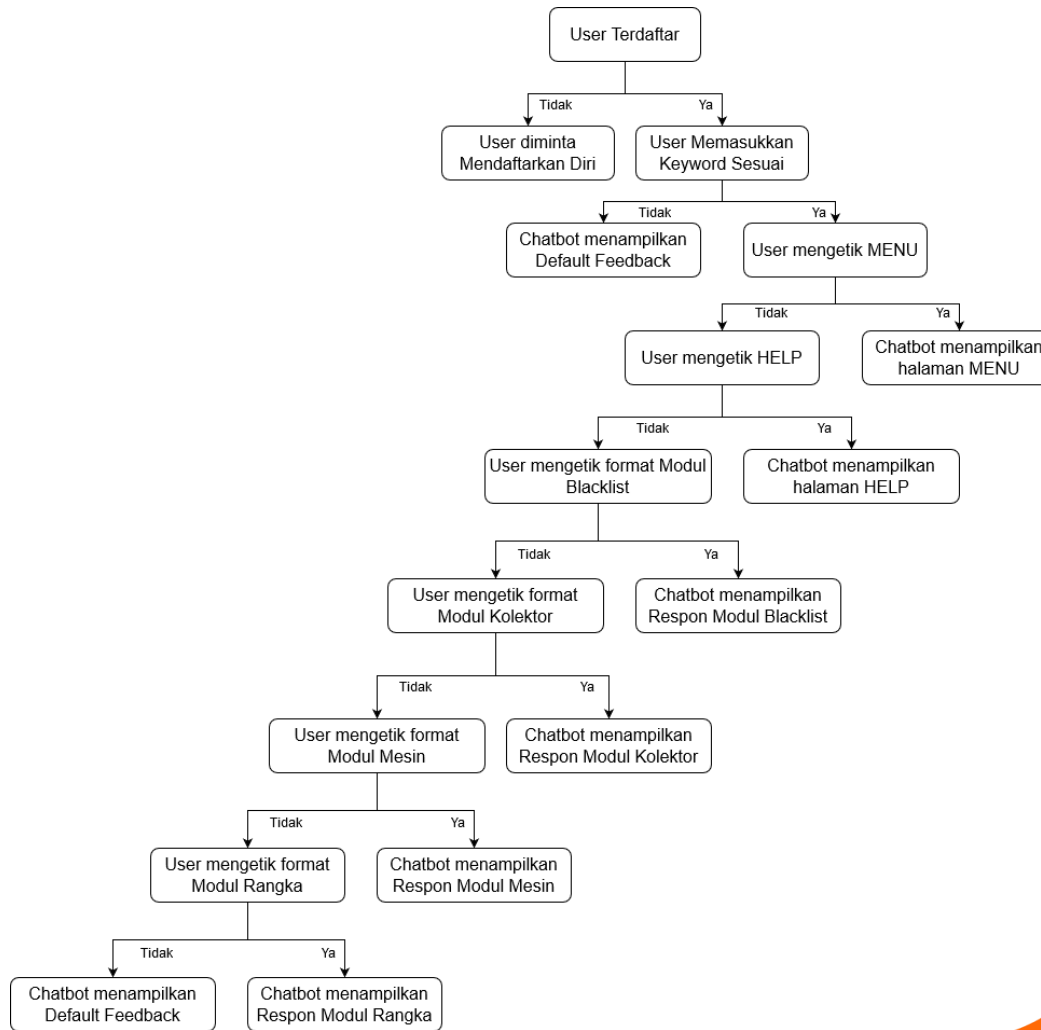 User Terdaftar
Tidak
Ya
User diminta
Mendaftarkan Diri
User Memasukkan
Keyword Sesuai
Tidak
Ya
Chatbot menampilkan
Default Feedback
User mengetik MENU
Tidak
Ya
User mengetik HELP
Chatbot menampilkan
halaman MENU
Tidak
Ya
User mengetik format Modul
Blacklist
Chatbot menampilkan
halaman HELP
Tidak
Ya
User mengetik format
Modul Kolektor
Chatbot menampilkan
Respon Modul Blacklist
Tidak
Ya
User mengetik format
Modul Mesin
Chatbot menampilkan
Respon Modul Kolektor
Tidak
Ya
User mengetik format
Modul Rangka
Chatbot menampilkan
Respon Modul Mesin
Tidak
Ya
Chatbot menampilkan
Default Feedback
Chatbot menampilkan
Respon Modul Rangka